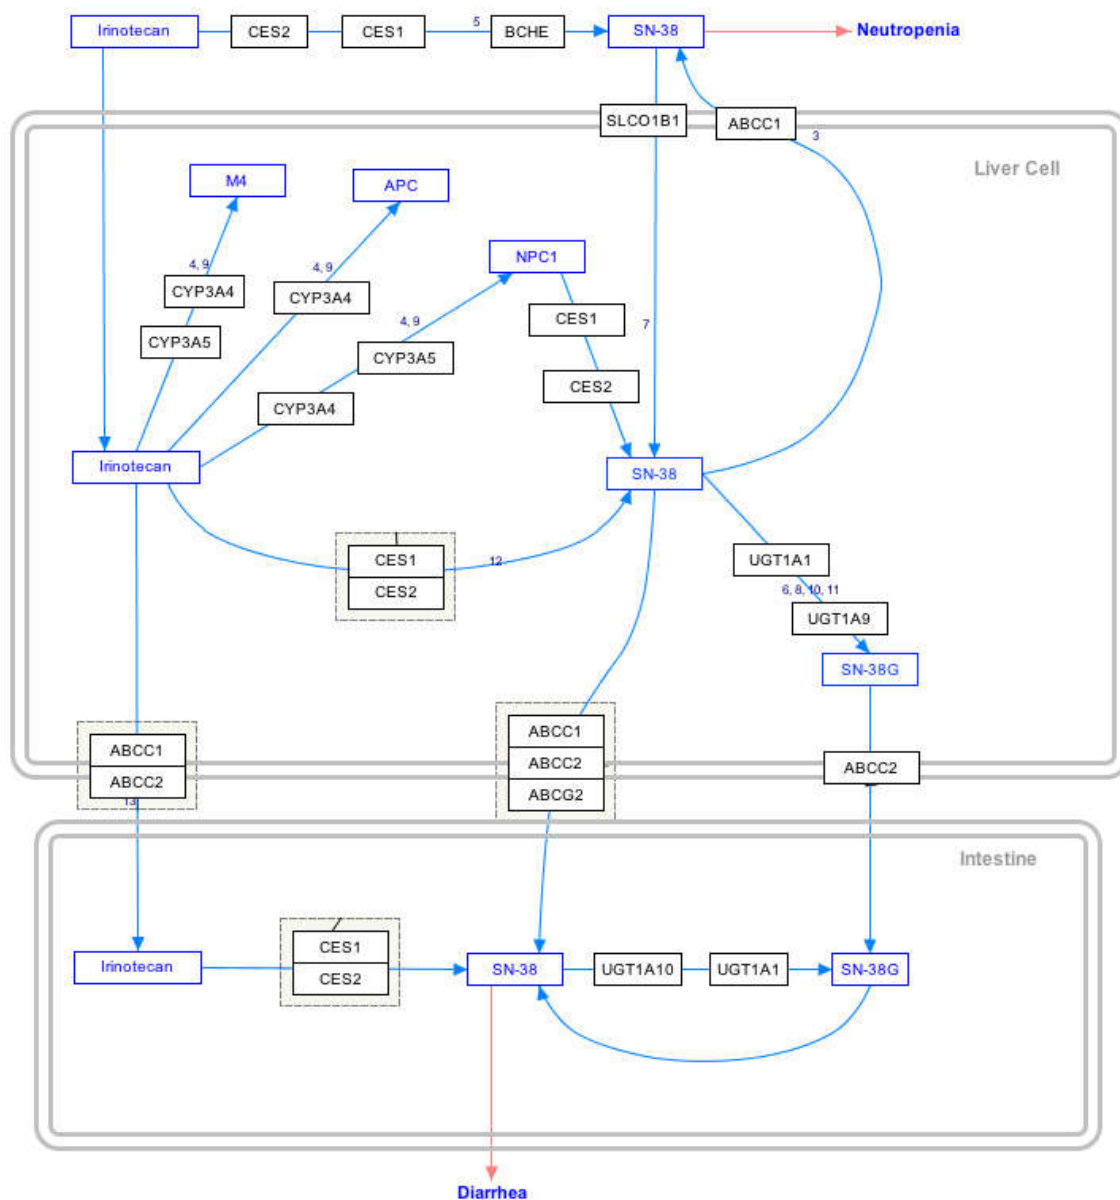 Irinotecan
CES2
CES1
5
BCHE
SN-38
Neutropenia
SLCO1B1
ABCC1
3
Liver Cell
M4
APC
NPC1
4, 9
4, 9
CYP3A4
CYP3A4
4, 9
CES1
7
CYP3A5
CYP3A5
CES2
CYP3A4
Irinotecan
SN-38
CES1
12
UGT1A1
CES2
6, 8, 10, 11
UGT1A9
SN-38G
ABCC1
ABCC2
13
ABCC1
ABCC2
ABCG2
ABCC2
Intestine
Irinotecan
CES1
CES2
SN-38
UGT1A10
UGT1A1
SN-38G
Diarrhea